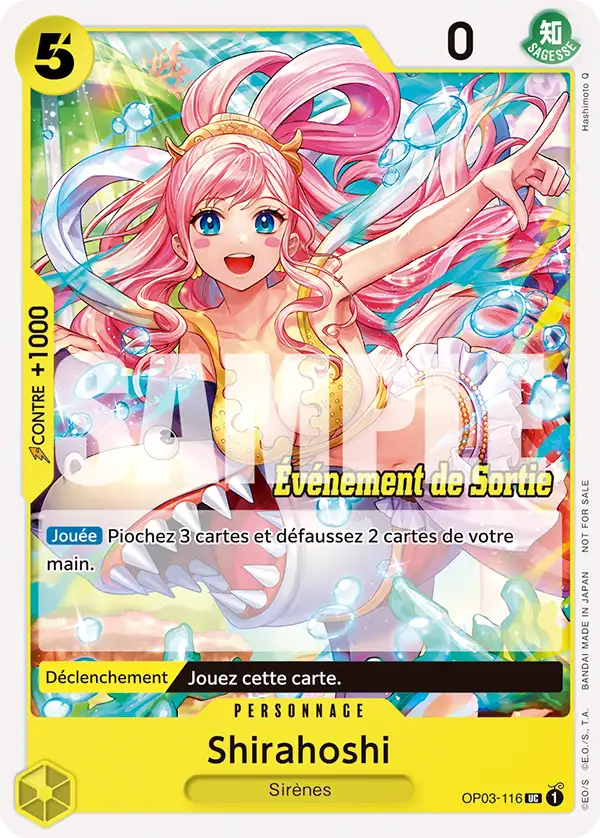 5
0
知
SAGESSE
Hashimoto Q
CONTRE +1000
SAMPLE
Événement de Sortie
Jouée Piochez 3 cartes et défaussez 2 cartes de votre
main.
Déclenchement Jouez cette carte.
PERSONNAGE
Shirahoshi
Sirènes
OP03-116 UC 1
©E.O/S ©E.O./S., T.A. BANDAI MADE IN JAPAN NOT FOR SALE